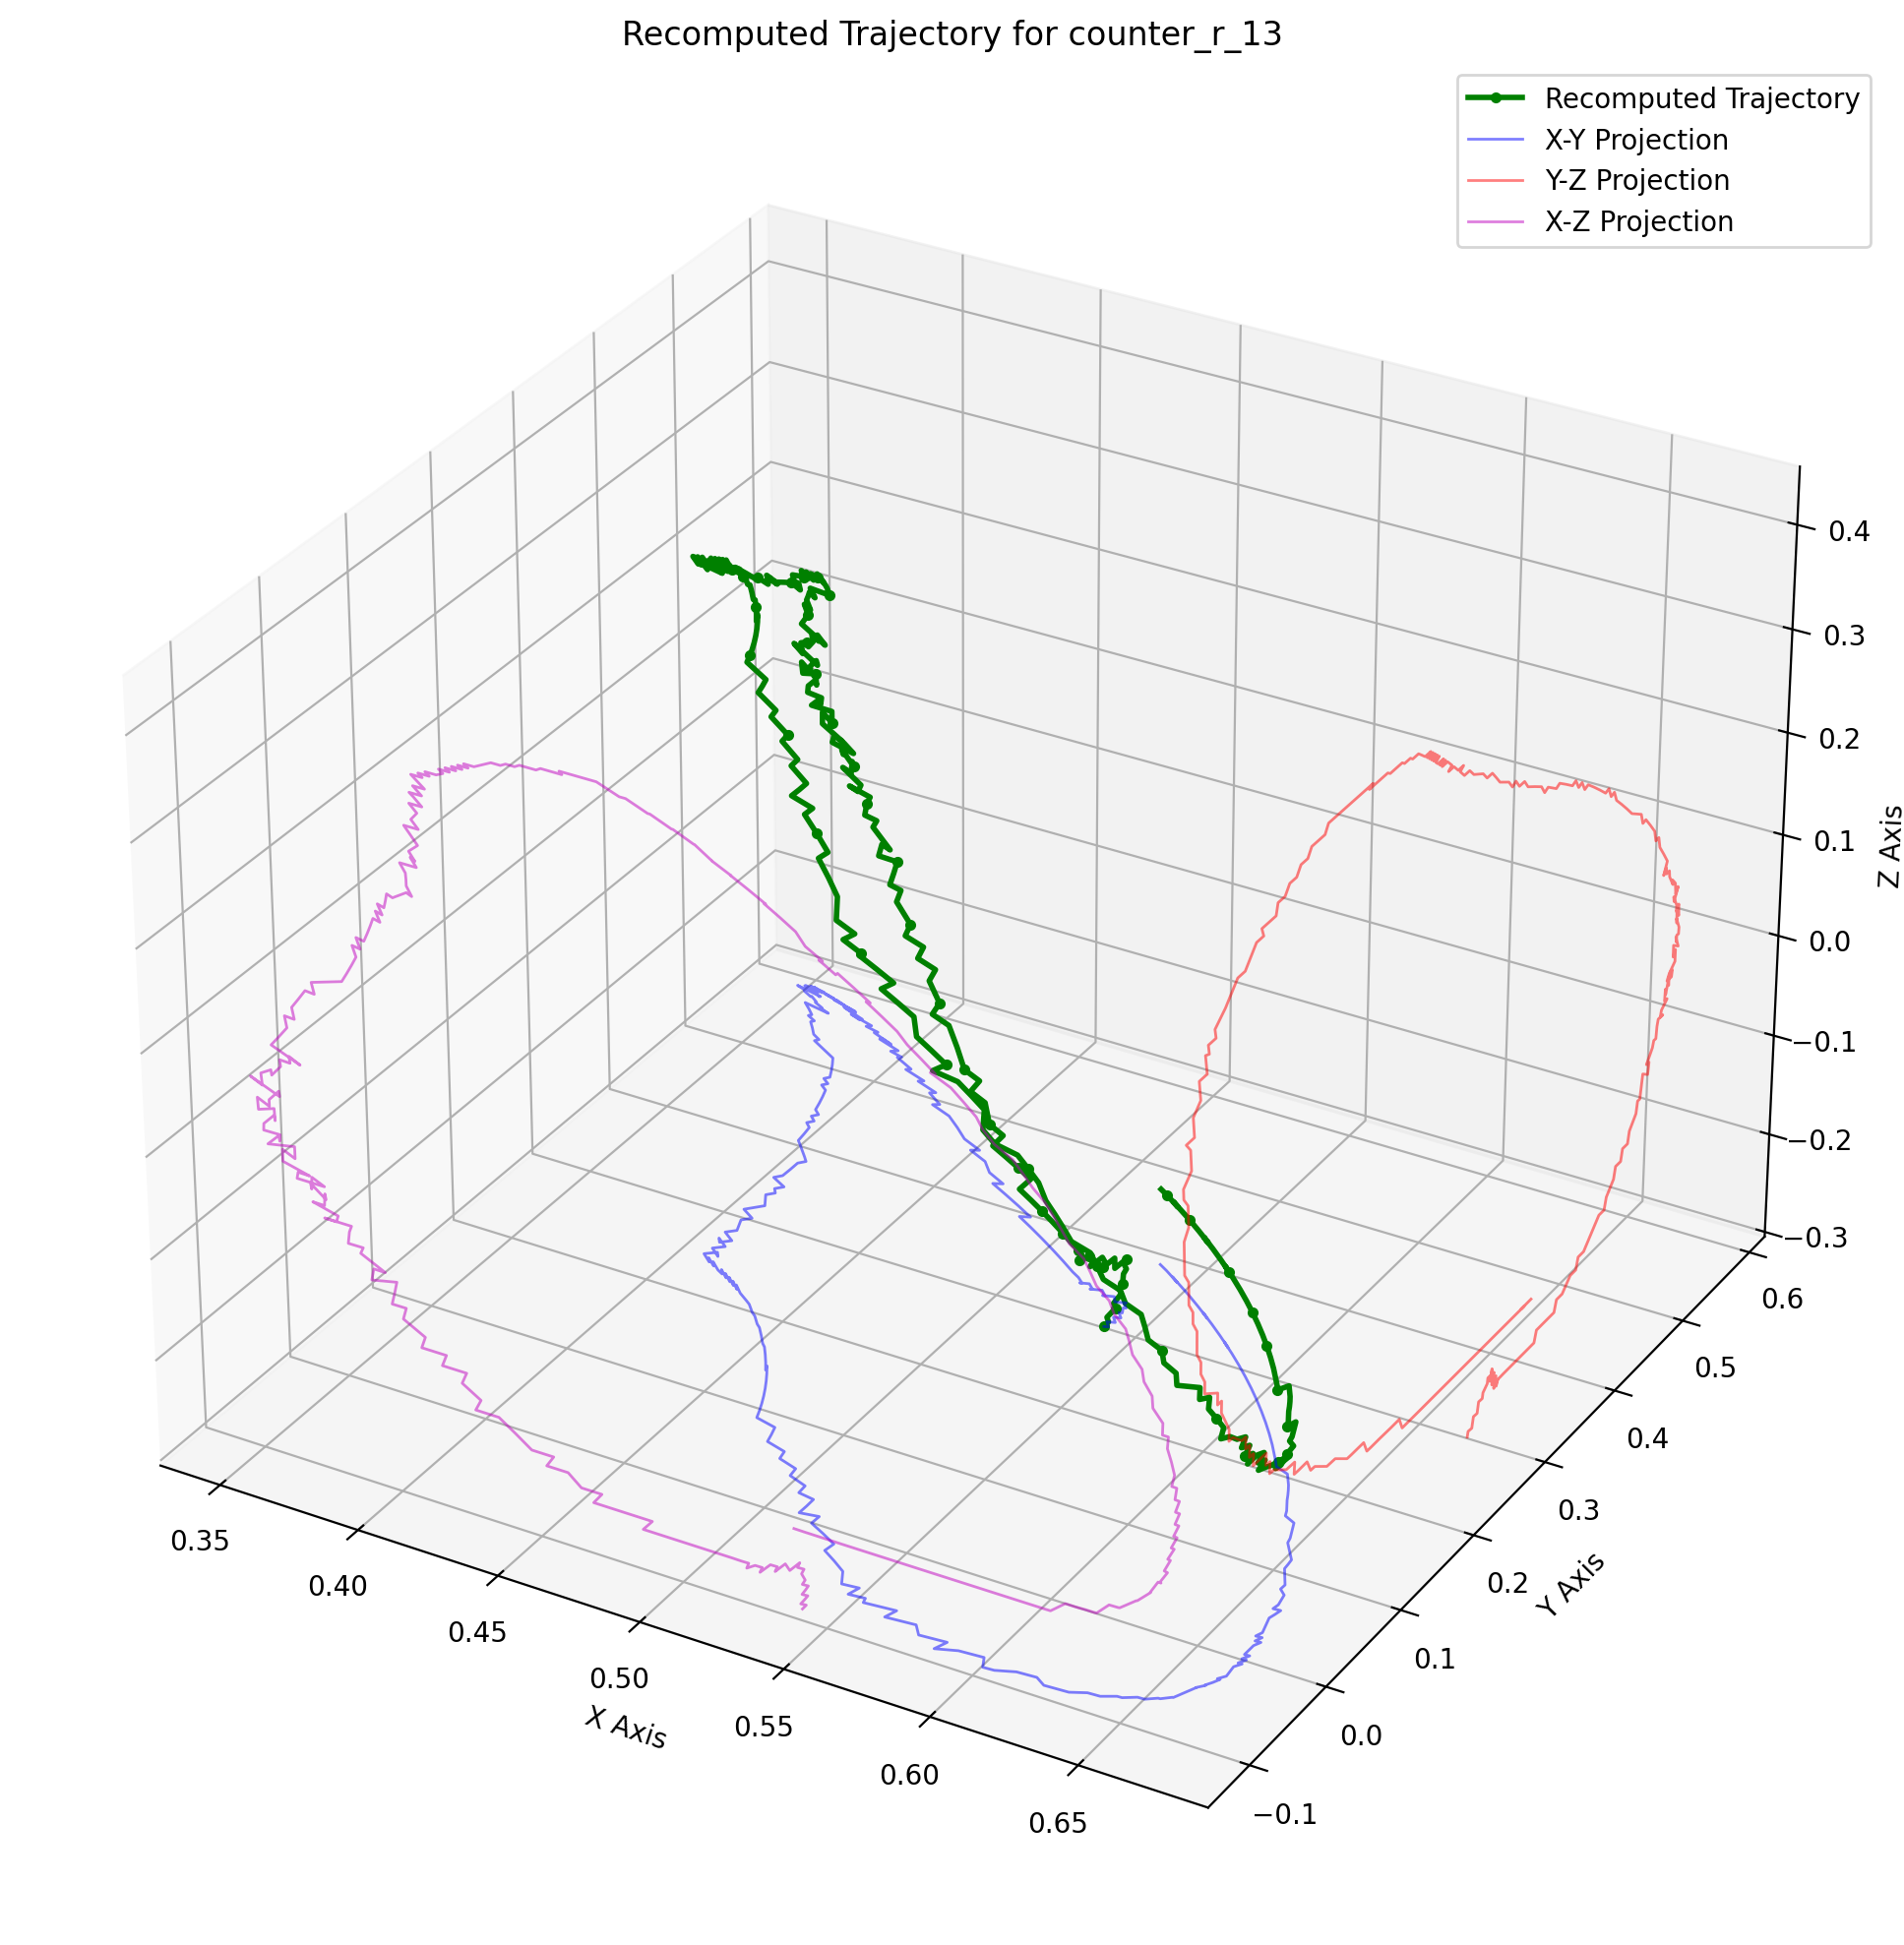 Recomputed Trajectory for counter_r_13
Recomputed Trajectory
X-Y Projection
Y-Z Projection
X-Z Projection
0.4
0.3
0.2
0.1
0.0
−0.1
−0.2
−0.3
Z Axis
0.6
0.5
0.4
0.3
0.2
0.1
0.0
−0.1
Y Axis
0.35
0.40
0.45
0.50
0.55
0.60
0.65
X Axis